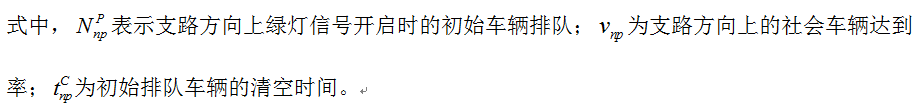 式中，$N_{np}^{P}$ 表示支路方向上绿灯信号开启时的初始车辆排队；$v_{np}$ 为支路方向上的社会车辆达到
率；$t_{np}^{C}$ 为初始排队车辆的清空时间。